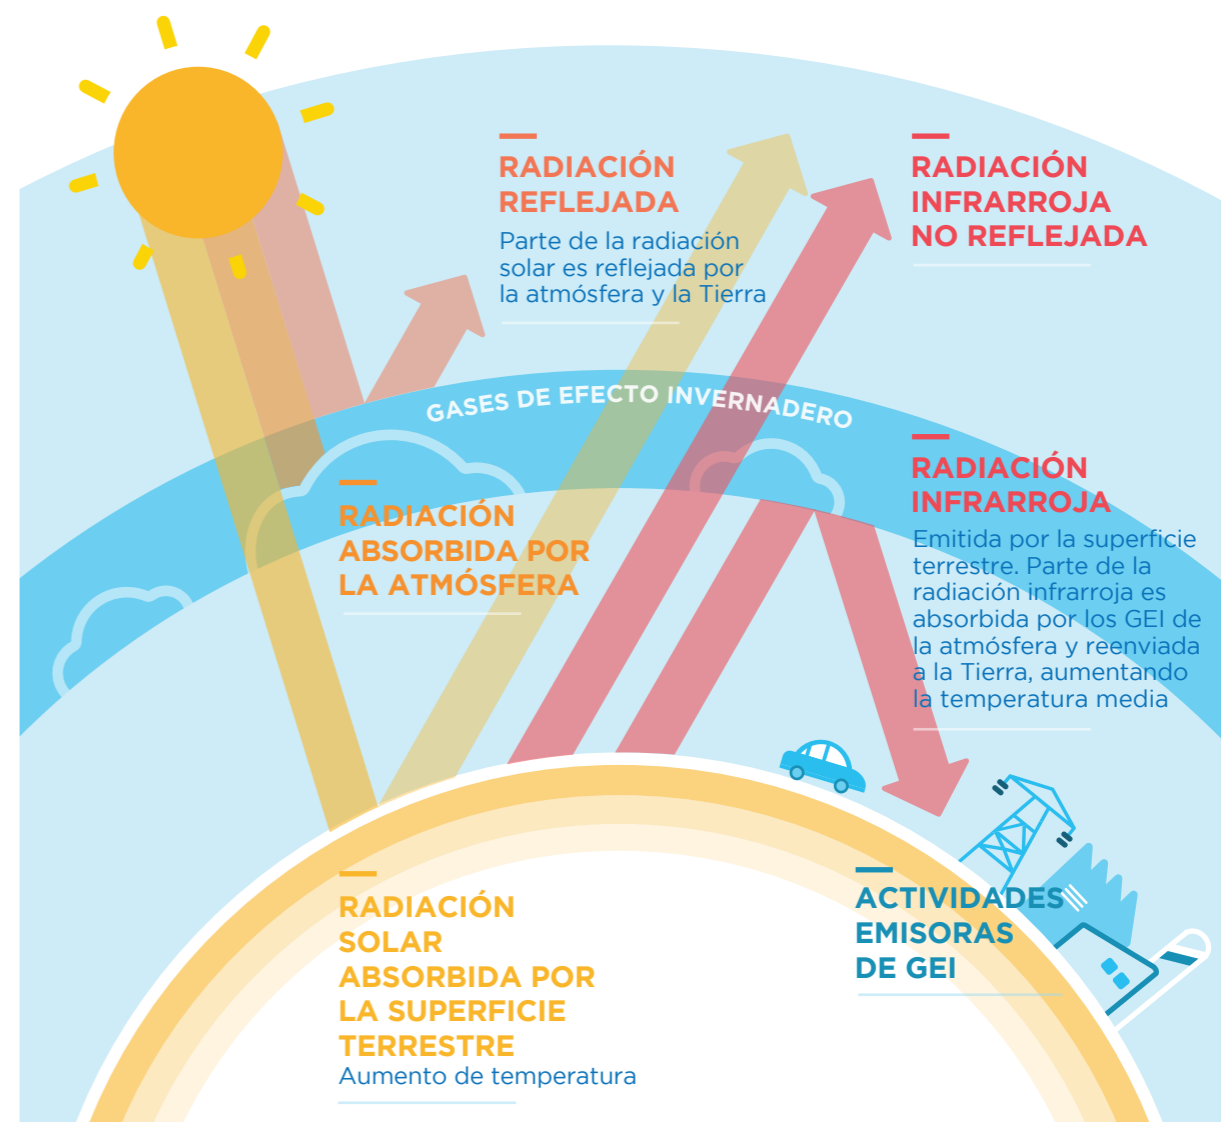 RADIACIÓN
REFLEJADA
Parte de la radiación
solar es reflejada por
la atmósfera y la Tierra
RADIACIÓN
INFRARROJA
NO REFLEJADA
GASES DE EFECTO INVERNADERO
RADIACIÓN
ABSORBIDA POR
LA ATMÓSFERA
RADIACIÓN
INFRARROJA
Emitida por la superficie
terrestre. Parte de la
radiación infrarroja es
absorbida por los GEI de
la atmósfera y reenviada
a la Tierra, aumentando
la temperatura media
RADIACIÓN
SOLAR
ABSORBIDA POR
LA SUPERFICIE
TERRESTRE
Aumento de temperatura
ACTIVIDADES
EMISORAS
DE GEI